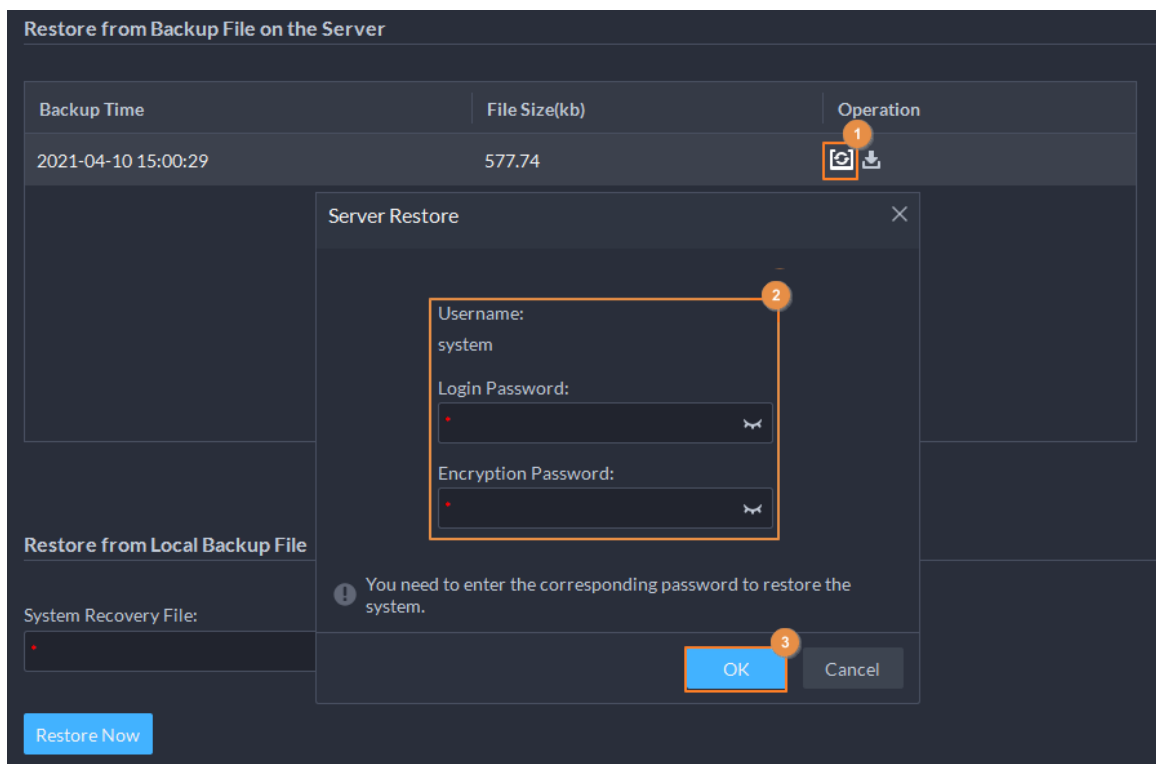 Restore from Backup File on the Server
Backup Time File Size(kb) Operation
1
2021-04-10 15:00:29 577.74
Server Restore
2
Username:
system
Login Password:
*
Encryption Password:
*
Restore from Local Backup File
You need to enter the corresponding password to restore the
system.
System Recovery File:
*
3
OK Cancel
Restore Now